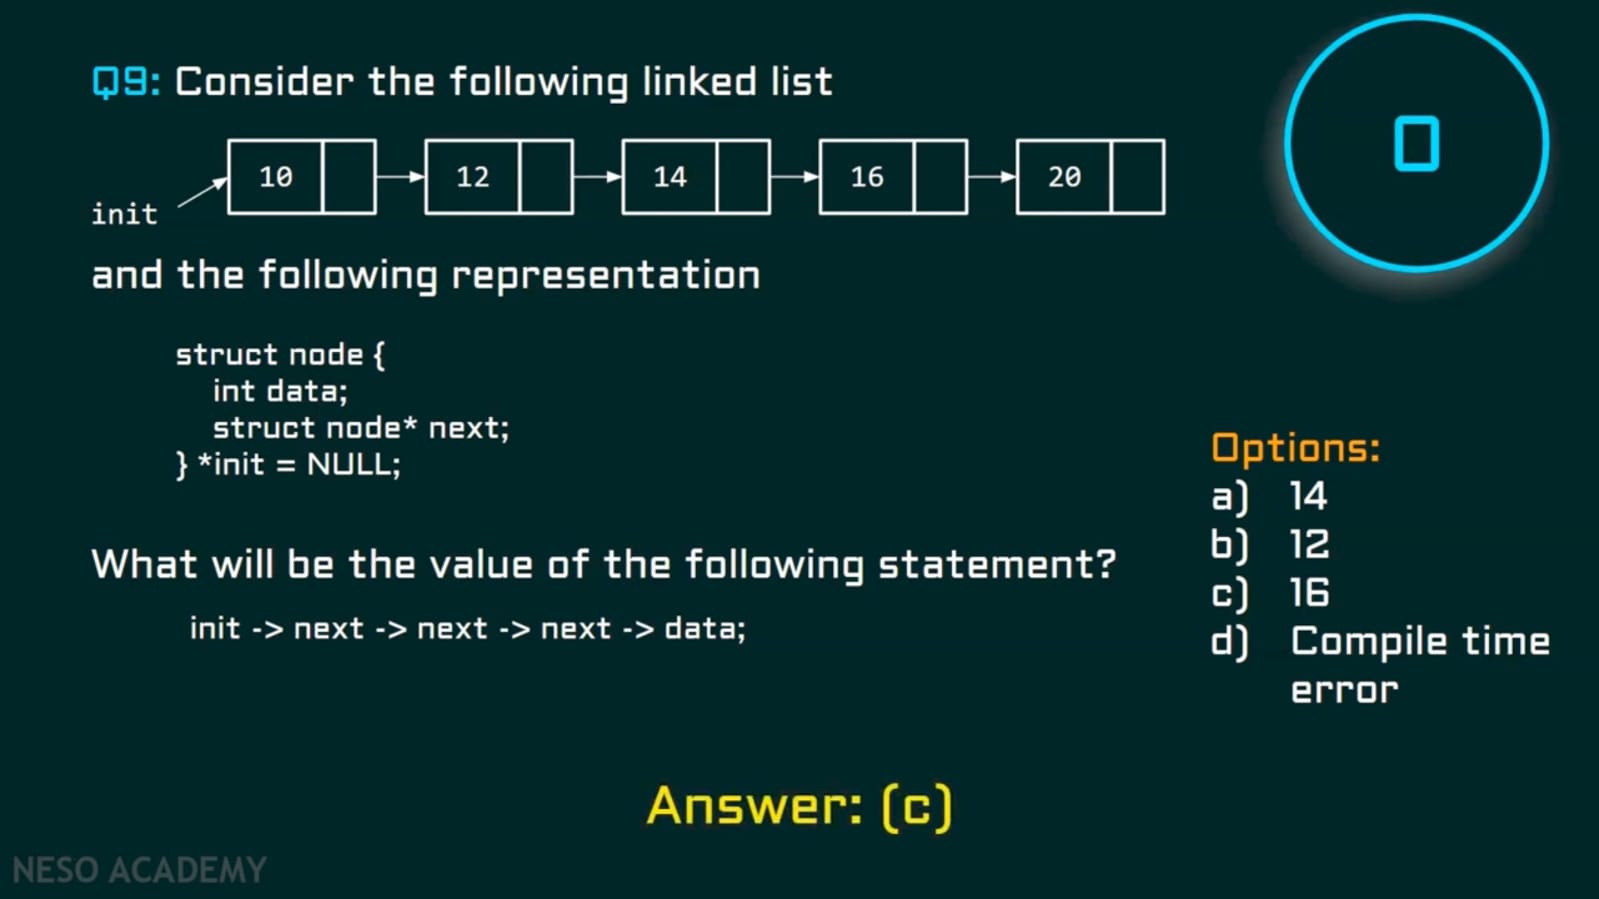 Q9: Consider the following linked list
0
10 12 14 16 20
init
and the following representation
struct node {
int data;
struct node* next;
} *init = NULL;
Options:
a) 14
b) 12
c) 16
d) Compile time
error
What will be the value of the following statement?
init -> next -> next -> next -> data;
Answer: (c)
NESO ACADEMY